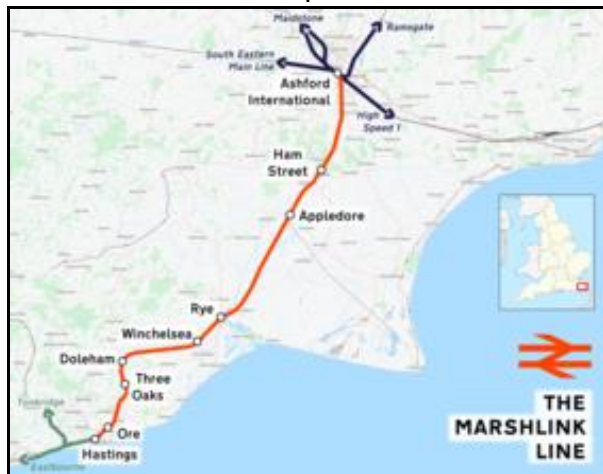 Maidstone
Ramsgate
South Eastern
Main Line
Ashford
International
High
Speed 1
Ham
Street
Appledore
Rye
Winchelsea
Doleham
Three
Oaks
Tonbridge
Ore
Hastings
Eastbourne
THE
MARSHLINK
LINE